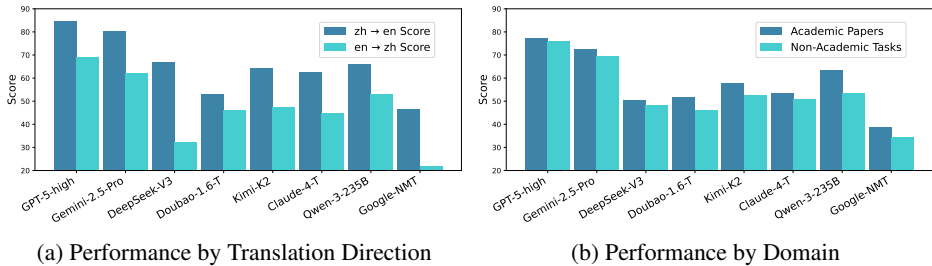 90
80
70
60
50
40
30
20
Score
zh → en Score
en → zh Score
GPT-5-high
Gemini-2.5-Pro
DeepSeek-V3
Doubao-1.6-T
Kimi-K2
Claude-4-T
Qwen-3-235B
Google-NMT
(a) Performance by Translation Direction
90
80
70
60
50
40
30
20
Score
Academic Papers
Non-Academic Tasks
GPT-5-high
Gemini-2.5-Pro
DeepSeek-V3
Doubao-1.6-T
Kimi-K2
Claude-4-T
Qwen-3-235B
Google-NMT
(b) Performance by Domain